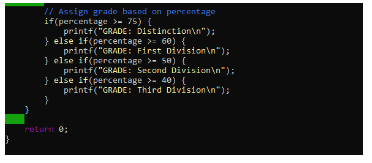 // Assign grade based on percentage
if(percentage >= 75) {
printf("GRADE: Distinction\n");
} else if(percentage >= 60) {
printf("GRADE: First Division\n");
} else if(percentage >= 50) {
printf("GRADE: Second Division\n");
} else if(percentage >= 40) {
printf("GRADE: Third Division\n");
}
}
return 0;
}